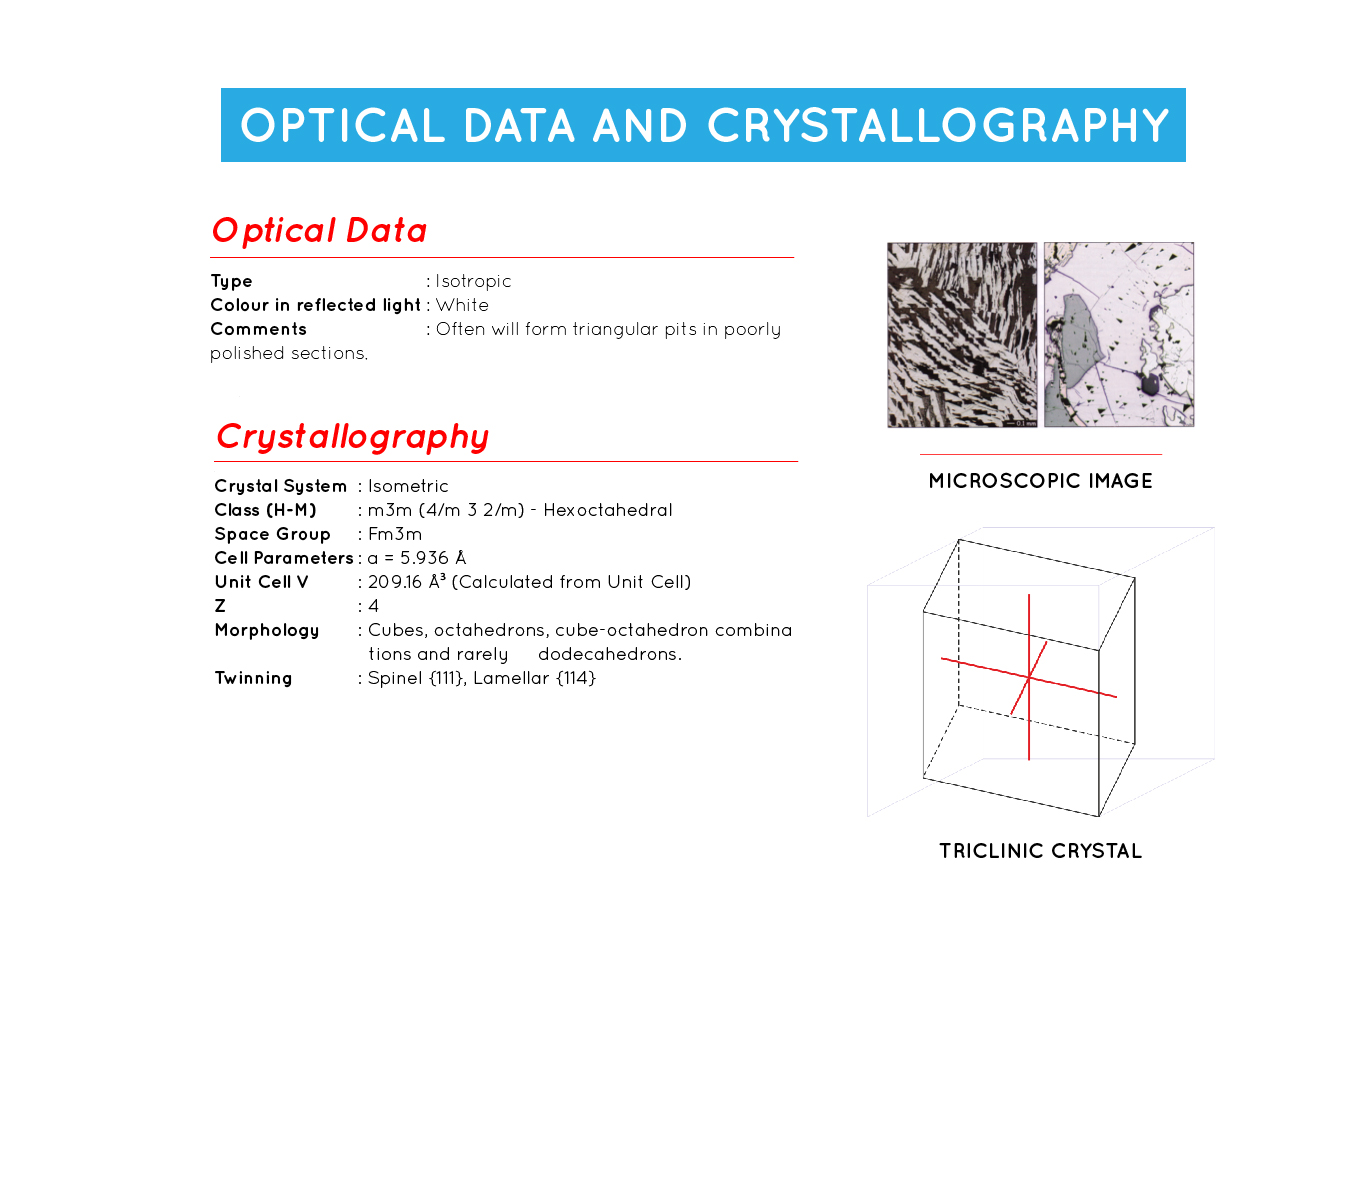 OPTICAL DATA AND CRYSTALLOGRAPHY
Optical Data
Type : Isotropic
Colour in reflected light : White
Comments : Often will form triangular pits in poorly
polished sections.
Crystallography
Crystal System : Isometric
Class (H-M) : m3m (4/m 3 2/m) - Hexoctahedral
Space Group : Fm3m
Cell Parameters : a = 5.936 Å
Unit Cell V : 209.16 Å³ (Calculated from Unit Cell)
Z : 4
Morphology : Cubes, octahedrons, cube-octahedron combina
tions and rarely dodecahedrons.
Twinning : Spinel {111}, Lamellar {114}
0.1 mm
MICROSCOPIC IMAGE
TRICLINIC CRYSTAL